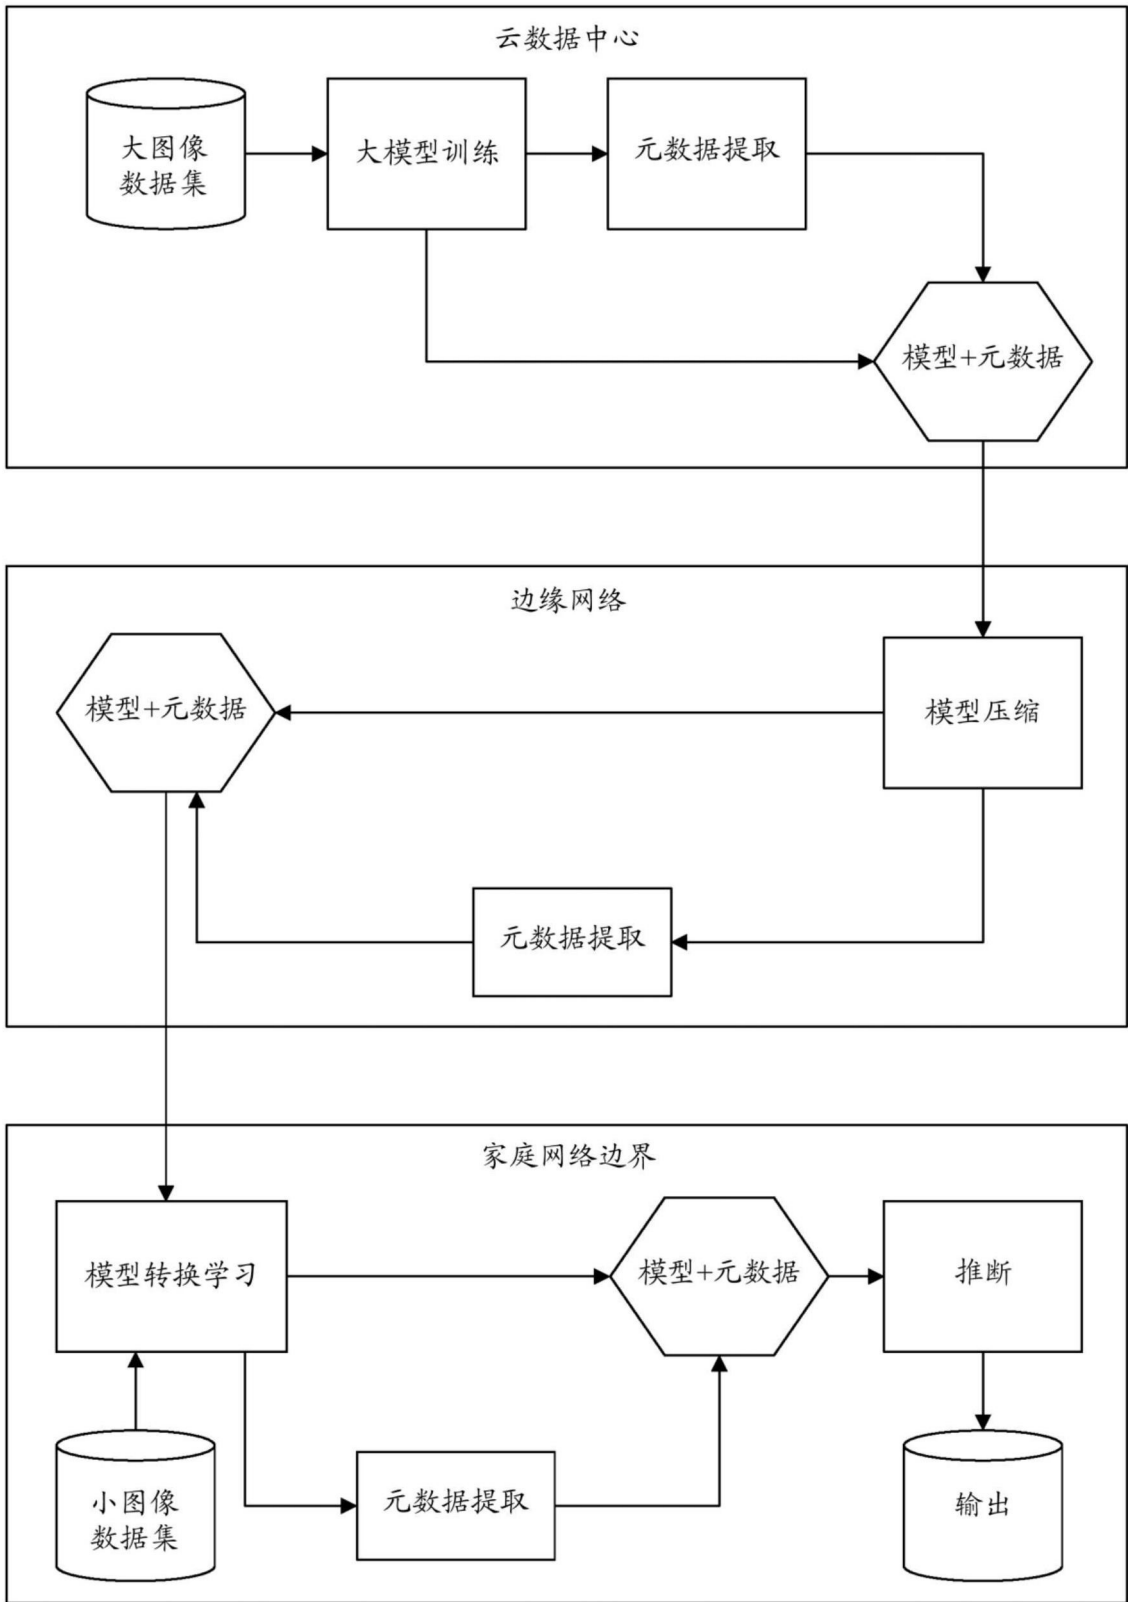 云数据中心
大图像
数据集
大模型训练
元数据提取
模型+元数据
边缘网络
模型+元数据
模型压缩
元数据提取
家庭网络边界
模型转换学习
模型+元数据
推断
小图像
数据集
元数据提取
输出